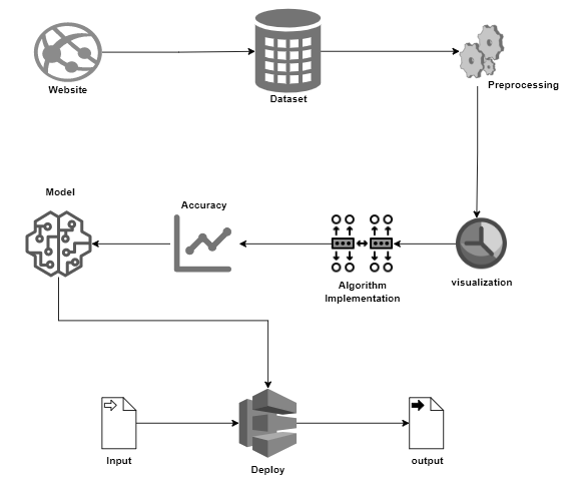 Website
Dataset
Preprocessing
Model
Accuracy
Algorithm
Implementation
visualization
Input
Deploy
output